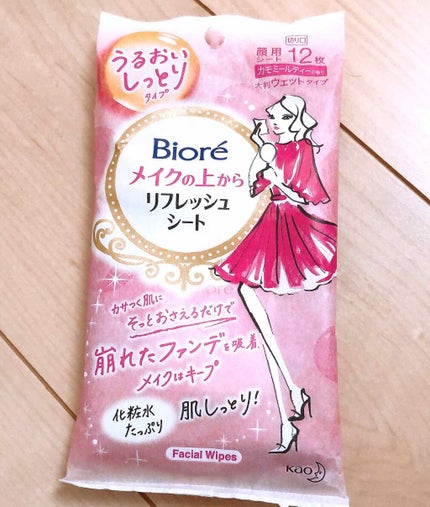 うるおい
しっとり
タイプ
切り口
顔用
シート
12枚
カモミールティーの香り
大判ウェットタイプ
Bioré
メイクの上から
リフレッシュ
シート
カサつく肌に
そっとおさえるだけで
崩れたファンデを吸着
メイクはキープ
化粧水
たっぷり
肌しっとり!
Facial Wipes
Kao